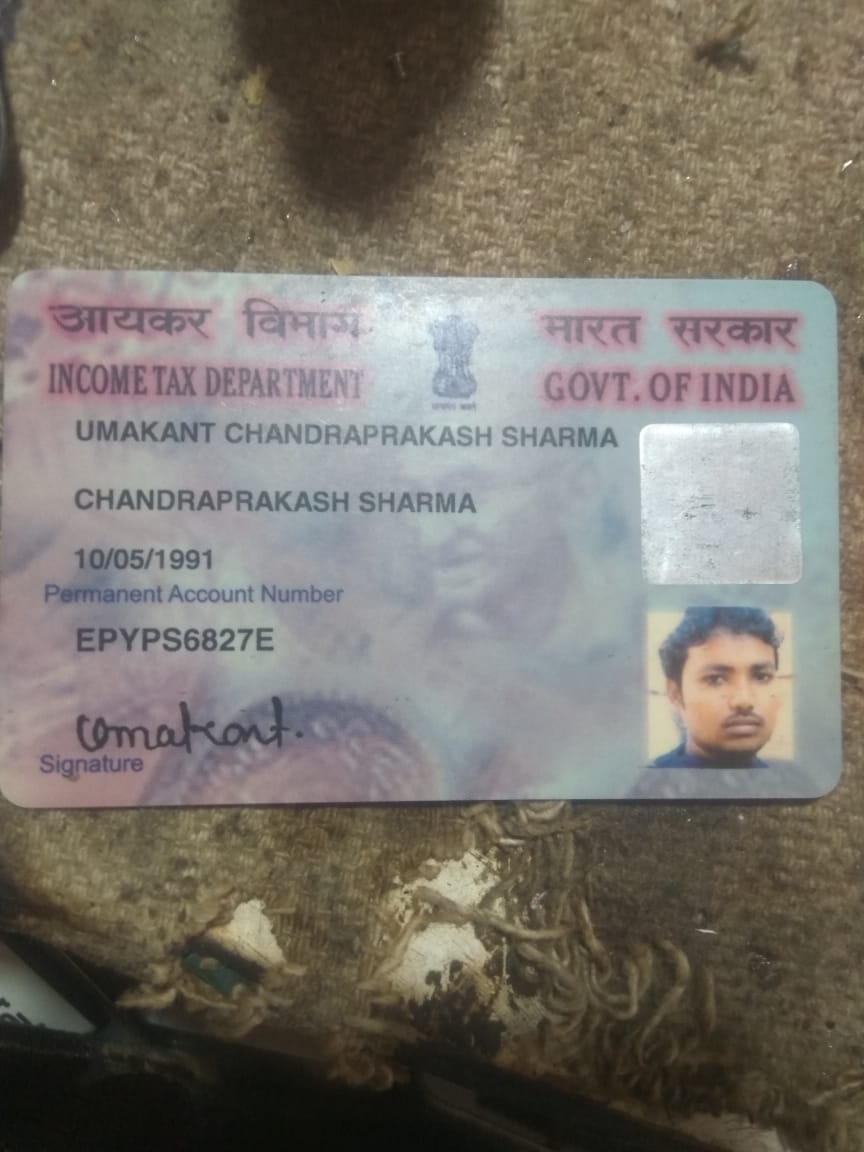 आयकर विभाग
भारत सरकार
INCOME TAX DEPARTMENT
GOVT. OF INDIA
UMAKANT CHANDRAPRAKASH SHARMA
CHANDRAPRAKASH SHARMA
10/05/1991
Permanent Account Number
EPYPS6827E
Umakant.
Signature